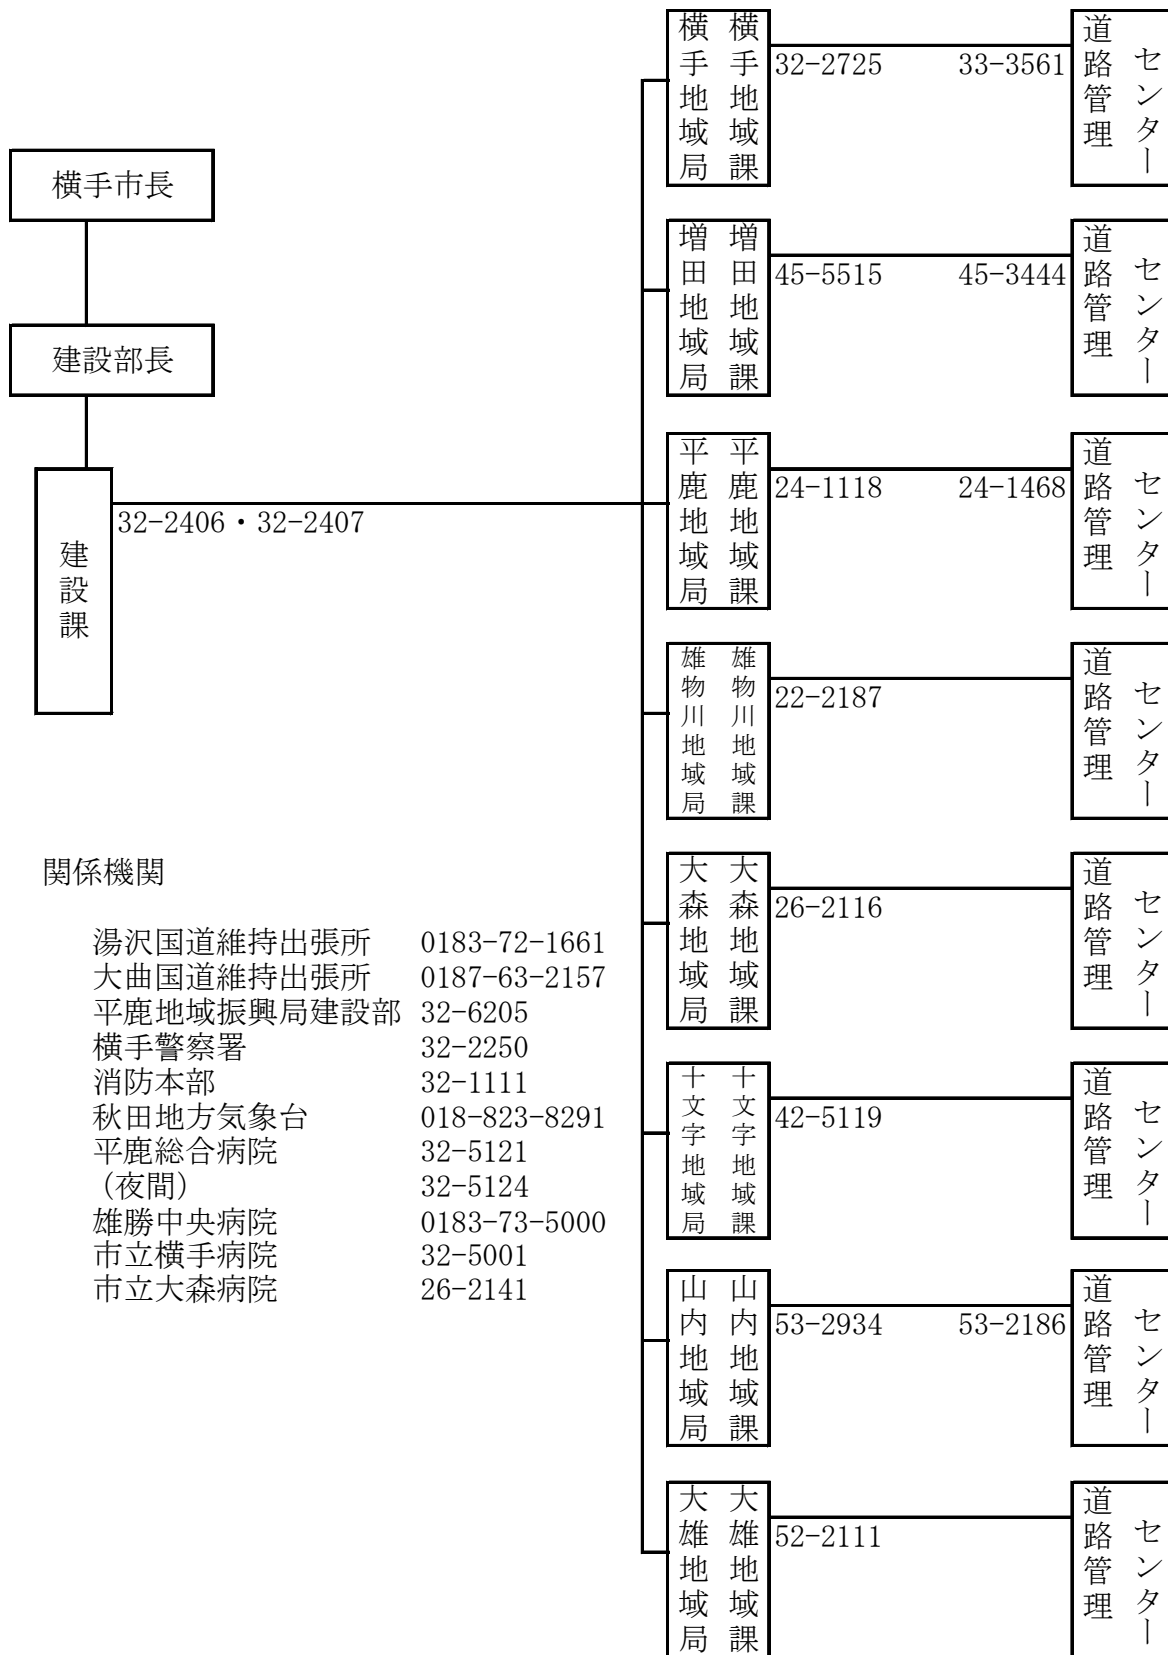 横手市長
建設部長
建設課
32-2406・32-2407
横手地域局
横手地域課
32-2725
33-3561
道路管理
センター
増田地域局
増田地域課
45-5515
45-3444
道路管理
センター
平鹿地域局
平鹿地域課
24-1118
24-1468
道路管理
センター
雄物川地域局
雄物川地域課
22-2187
道路管理
センター
大森地域局
大森地域課
26-2116
道路管理
センター
十文字地域局
十文字地域課
42-5119
道路管理
センター
山内地域局
山内地域課
53-2934
53-2186
道路管理
センター
大雄地域局
大雄地域課
52-2111
道路管理
センター
関係機関
湯沢国道維持出張所 0183-72-1661
大曲国道維持出張所 0187-63-2157
平鹿地域振興局建設部 32-6205
横手警察署 32-2250
消防本部 32-1111
秋田地方気象台 018-823-8291
平鹿総合病院 32-5121
(夜間) 32-5124
雄勝中央病院 0183-73-5000
市立横手病院 32-5001
市立大森病院 26-2141